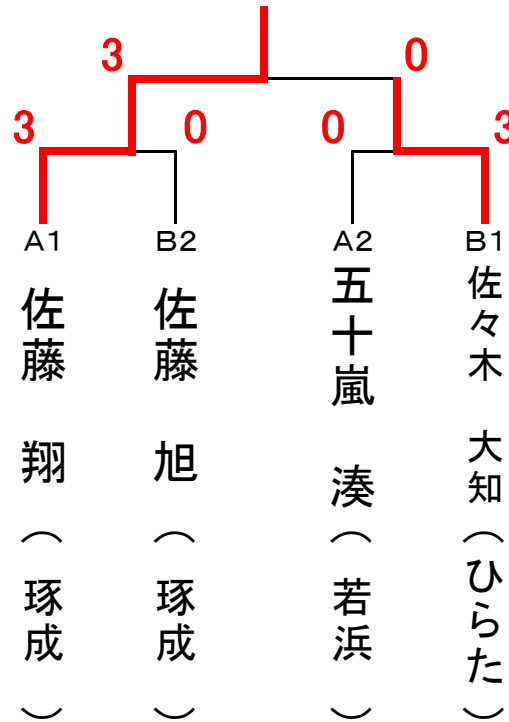 3
0
3
0
0
3
A1
B2
A2
B1
佐藤 翔（琢成）
佐藤 旭（琢成）
五十嵐 湊（若浜）
佐々木 大知（ひらた）